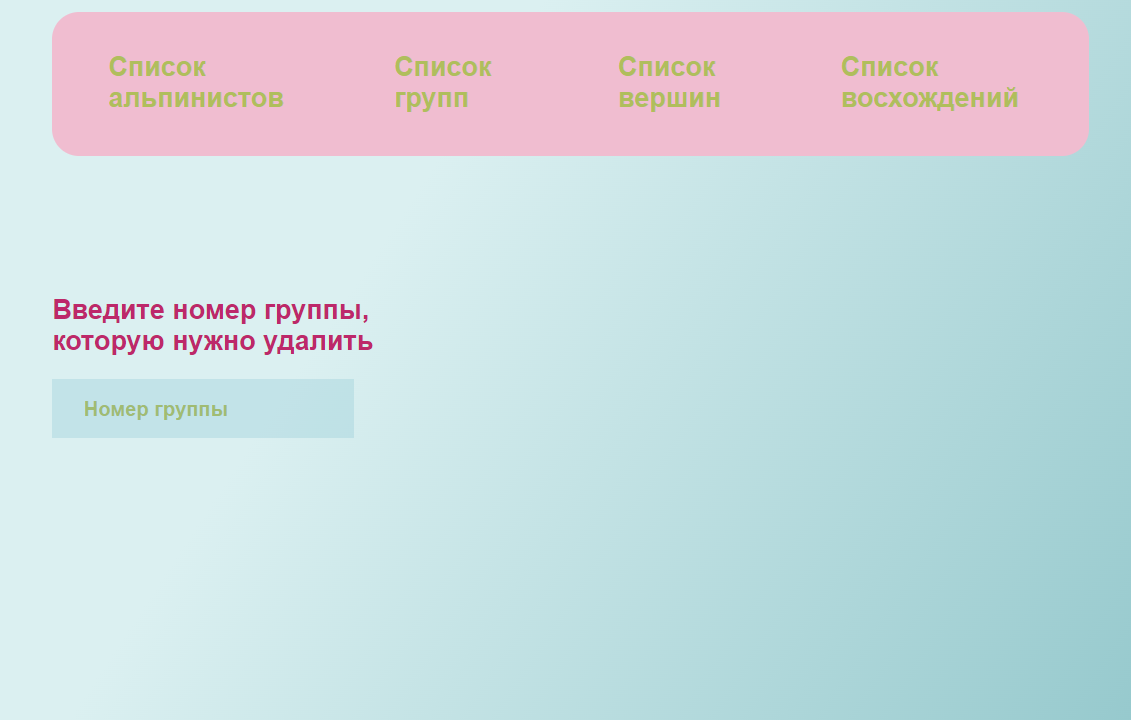 Список
альпинистов
Список
групп
Список
вершин
Список
восхождений
Введите номер группы,
которую нужно удалить
Номер группы